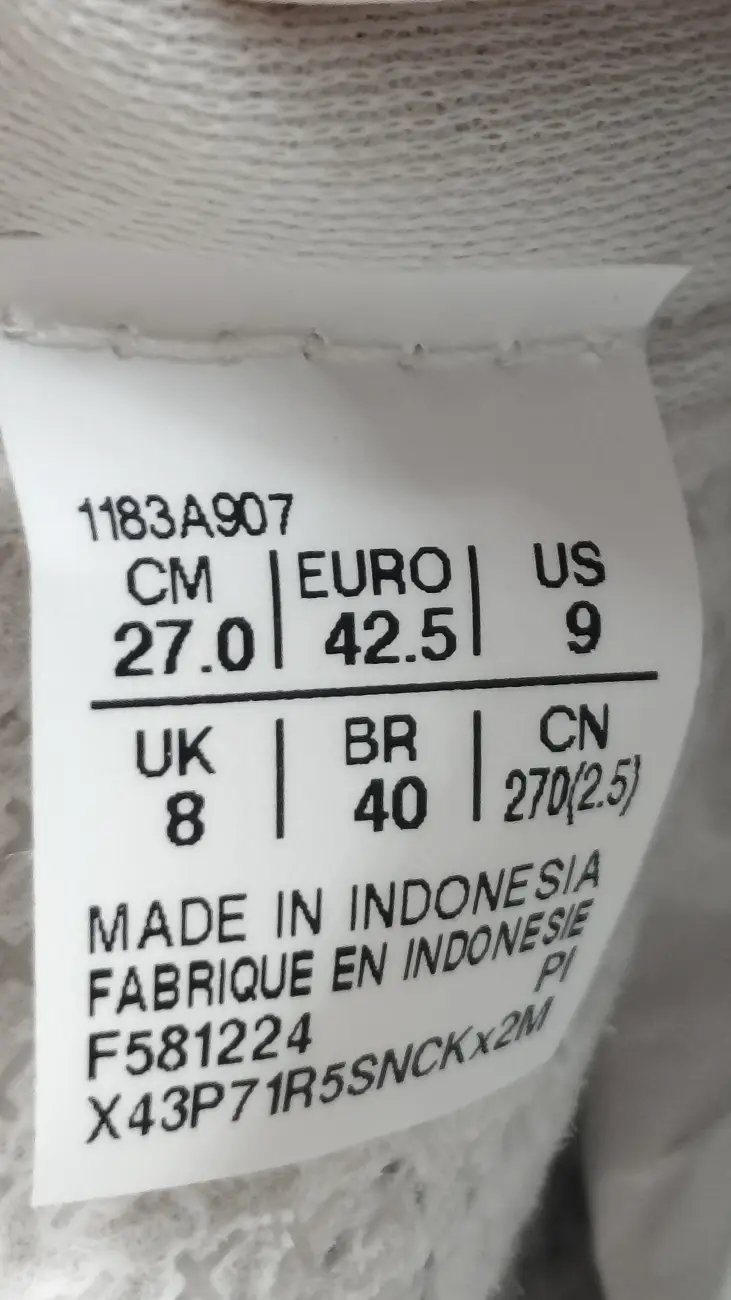 1183A907
CM | EURO | US
27.0 | 42.5 | 9
UK | BR | CN
8 | 40 | 270(2.5)
MADE IN INDONESIA
FABRIQUE EN INDONESIE
PI
F581224
X43P71R5SNCKx2M